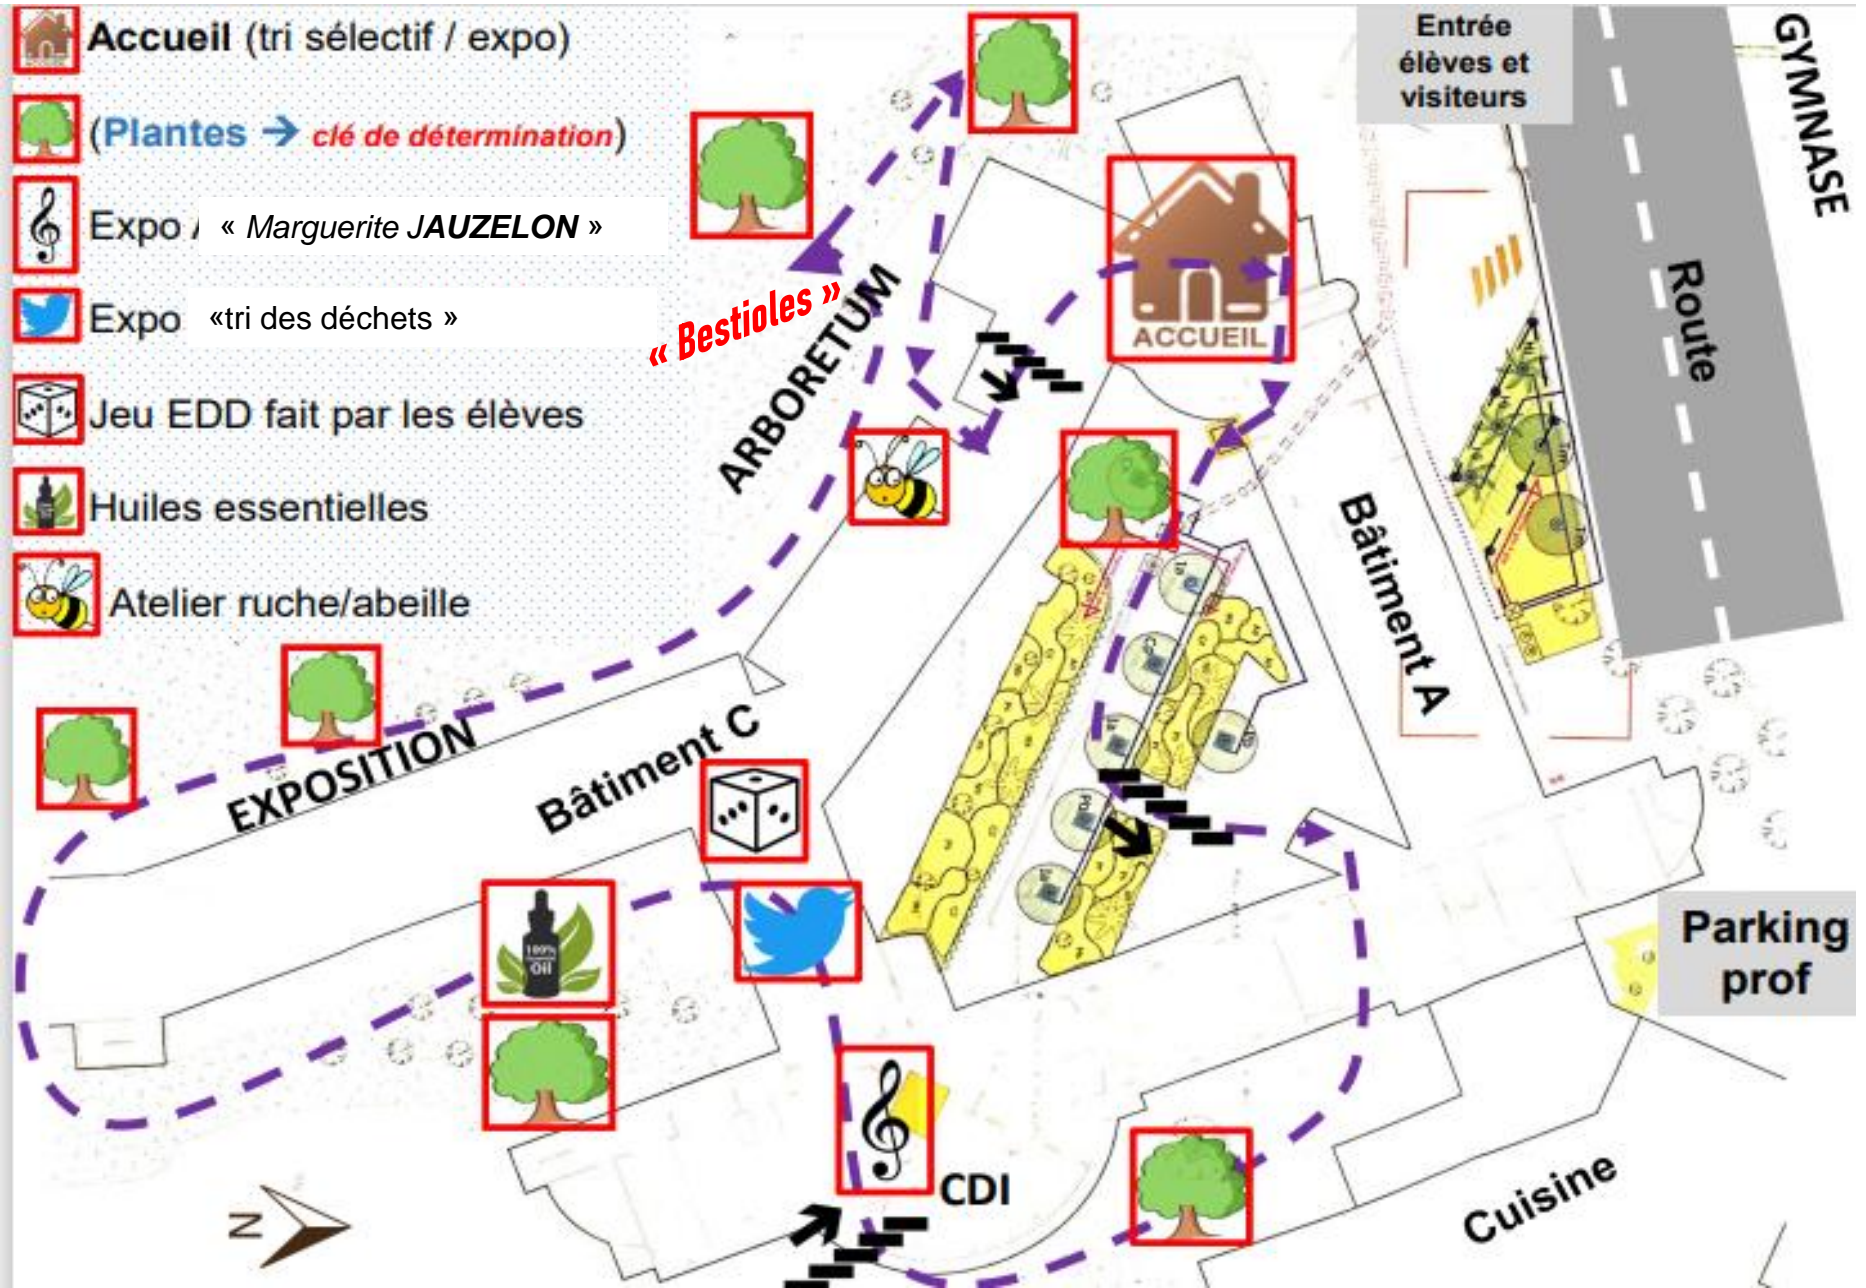 Accueil (tri sélectif / expo)
(Plantes → clé de détermination)
Expo « Marguerite JAUZELON »
Expo «tri des déchets »
Jeu EDD fait par les élèves
Huiles essentielles
Atelier ruche/abeille
Entrée
élèves et
visiteurs
GYMNASE
Route
ACCUEIL
« Bestioles »
ARBORETUM
Bâtiment A
EXPOSITION
Bâtiment C
100%
Oil
Parking
prof
CDI
Cuisine
N